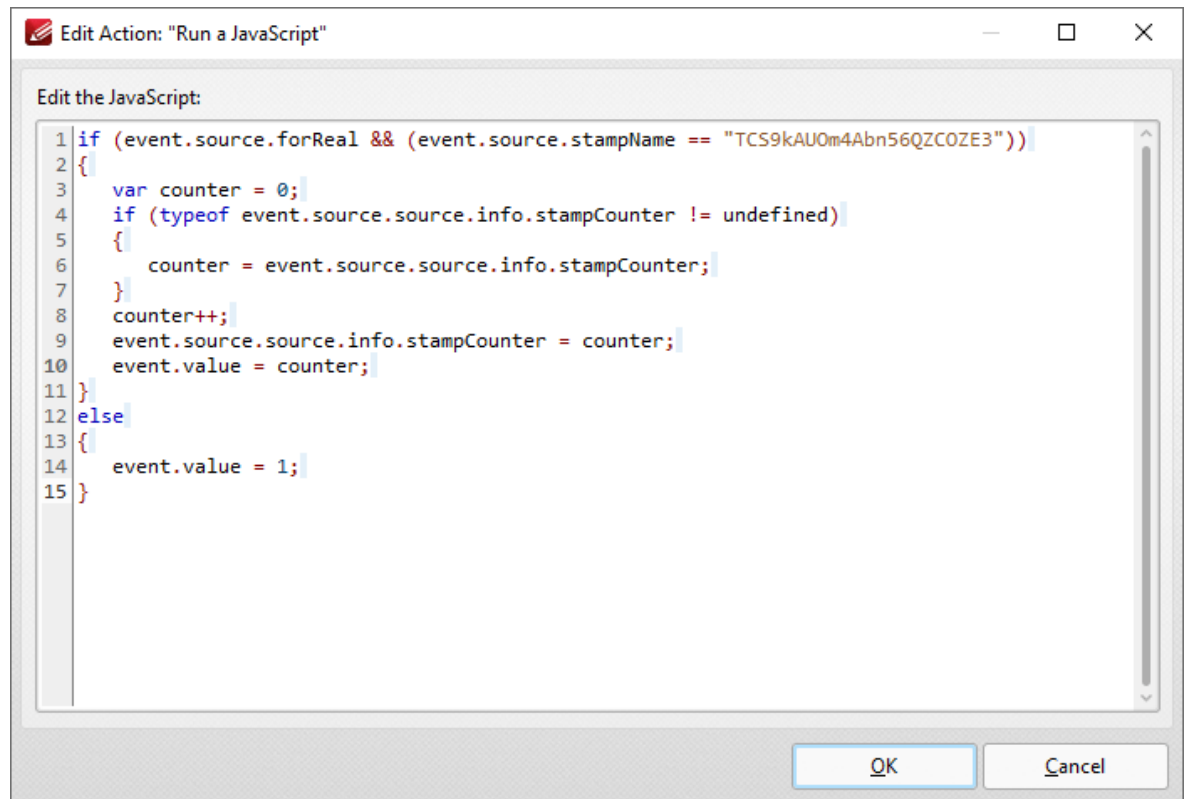 Edit Action: "Run a JavaScript"
Edit the JavaScript:
1 if (event.source.forReal && (event.source.stampName == "TCS9kAUOm4Abn56QZCOZE3"))
2 {
3    var counter = 0;
4    if (typeof event.source.source.info.stampCounter != undefined)
5    {
6       counter = event.source.source.info.stampCounter;
7    }
8    counter++;
9    event.source.source.info.stampCounter = counter;
10    event.value = counter;
11 }
12 else
13 {
14    event.value = 1;
15 }
OK Cancel